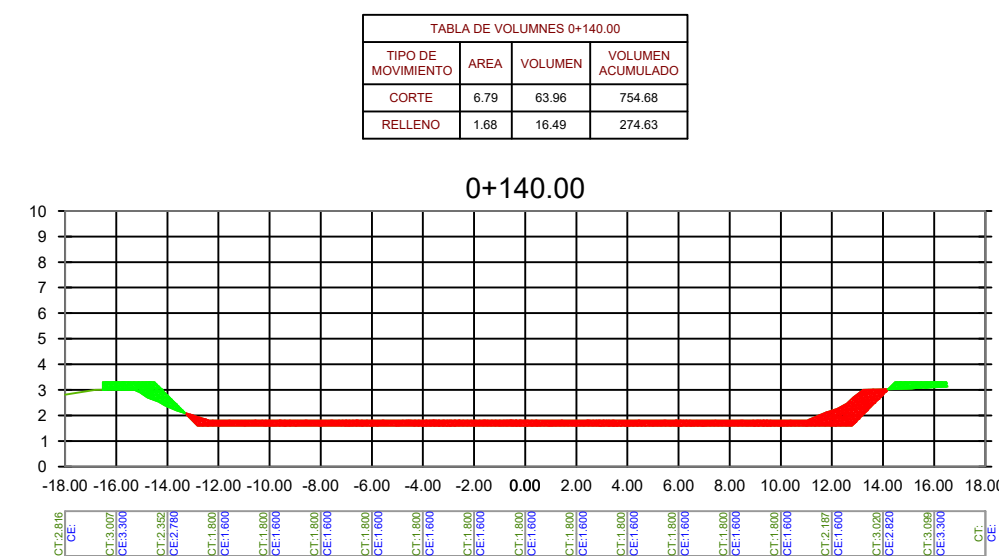 TABLA DE VOLUMNES 0+140.00
TIPO DE MOVIMIENTO AREA VOLUMEN VOLUMEN ACUMULADO
CORTE 6.79 63.96 754.68
RELLENO 1.68 16.49 274.63
0+140.00
10
9
8
7
6
5
4
3
2
1
0
-18.00 -16.00 -14.00 -12.00 -10.00 -8.00 -6.00 -4.00 -2.00 0.00 2.00 4.00 6.00 8.00 10.00 12.00 14.00 16.00 18.00
CT:2.816
CE:
CT:3.007
CE:3.300
CT:2.352
CE:2.780
CT:1.800
CE:1.600
CT:1.800
CE:1.600
CT:1.800
CE:1.600
CT:1.800
CE:1.600
CT:1.800
CE:1.600
CT:1.800
CE:1.600
CT:1.800
CE:1.600
CT:1.800
CE:1.600
CT:1.800
CE:1.600
CT:1.800
CE:1.600
CT:1.800
CE:1.600
CT:1.800
CE:1.600
CT:2.187
CE:1.600
CT:3.020
CE:2.820
CT:3.099
CE:3.300
CT:
CE: